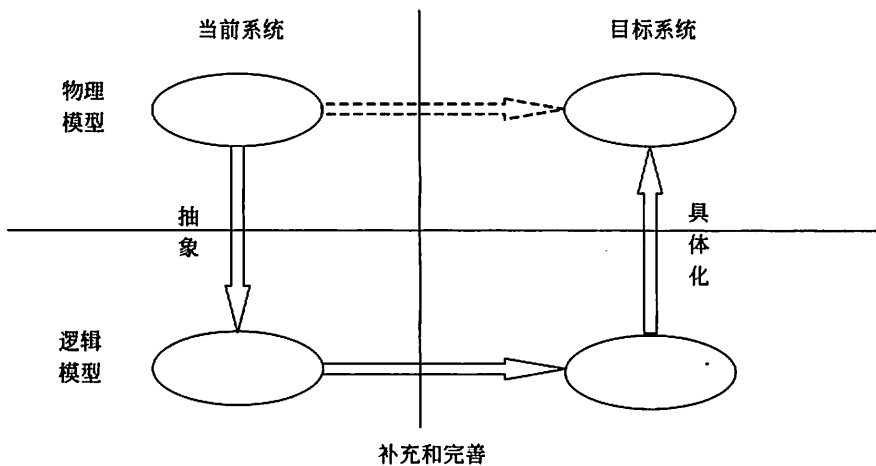 当前系统
目标系统
物理
模型
抽
象
具
体
化
逻辑
模型
补充和完善